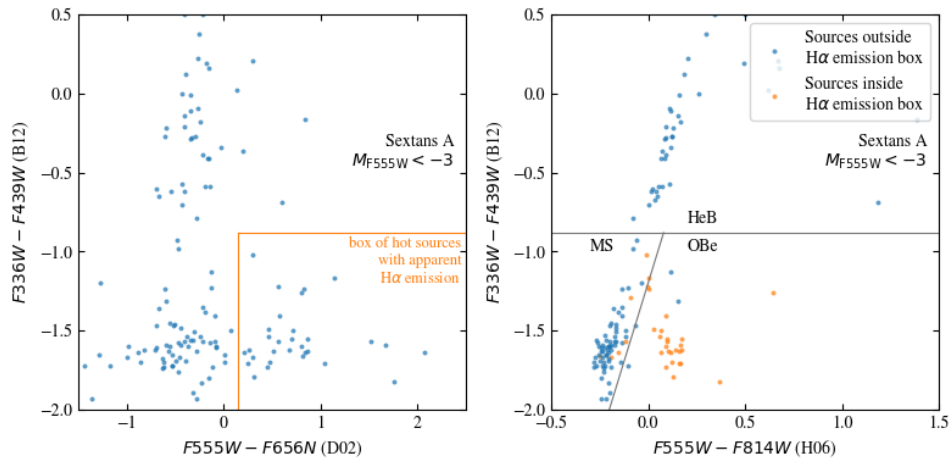 0.5
0.0
−0.5
−1.0
−1.5
−2.0
F336W − F439W (B12)
Sextans A
M_F555W < −3
box of hot sources
with apparent
Hα emission
−1
0
1
2
F555W − F656N (D02)
0.5
0.0
−0.5
−1.0
−1.5
−2.0
F336W − F439W (B12)
Sources outside
Hα emission box
Sources inside
Hα emission box
Sextans A
M_F555W < −3
HeB
MS
OBe
−0.5
0.0
0.5
1.0
1.5
F555W − F814W (H06)